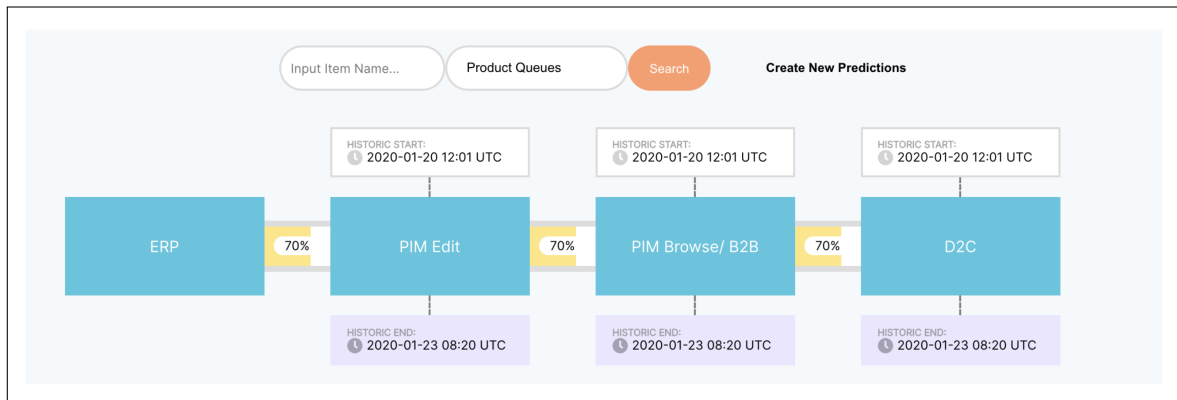 Input Item Name...
Product Queues
Search
Create New Predictions
HISTORIC START:
2020-01-20 12:01 UTC
HISTORIC START:
2020-01-20 12:01 UTC
HISTORIC START:
2020-01-20 12:01 UTC
ERP
70%
PIM Edit
70%
PIM Browse/ B2B
70%
D2C
HISTORIC END:
2020-01-23 08:20 UTC
HISTORIC END:
2020-01-23 08:20 UTC
HISTORIC END:
2020-01-23 08:20 UTC